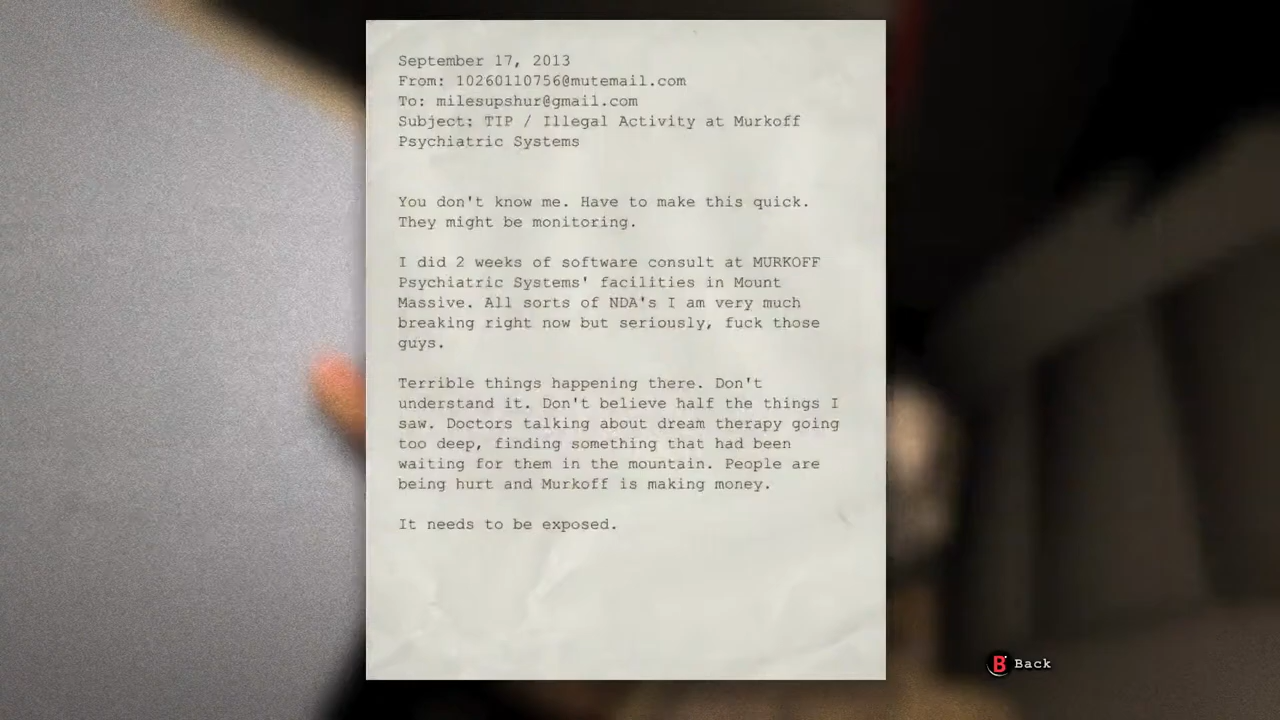 September 17, 2013
From: 10260110756@mutemail.com
To: milesupshur@gmail.com
Subject: TIP / Illegal Activity at Murkoff
Psychiatric Systems
You don't know me. Have to make this quick.
They might be monitoring.
I did 2 weeks of software consult at MURKOFF
Psychiatric Systems' facilities in Mount
Massive. All sorts of NDA's I am very much
breaking right now but seriously, fuck those
guys.
Terrible things happening there. Don't
understand it. Don't believe half the things I
saw. Doctors talking about dream therapy going
too deep, finding something that had been
waiting for them in the mountain. People are
being hurt and Murkoff is making money.
It needs to be exposed.
B Back